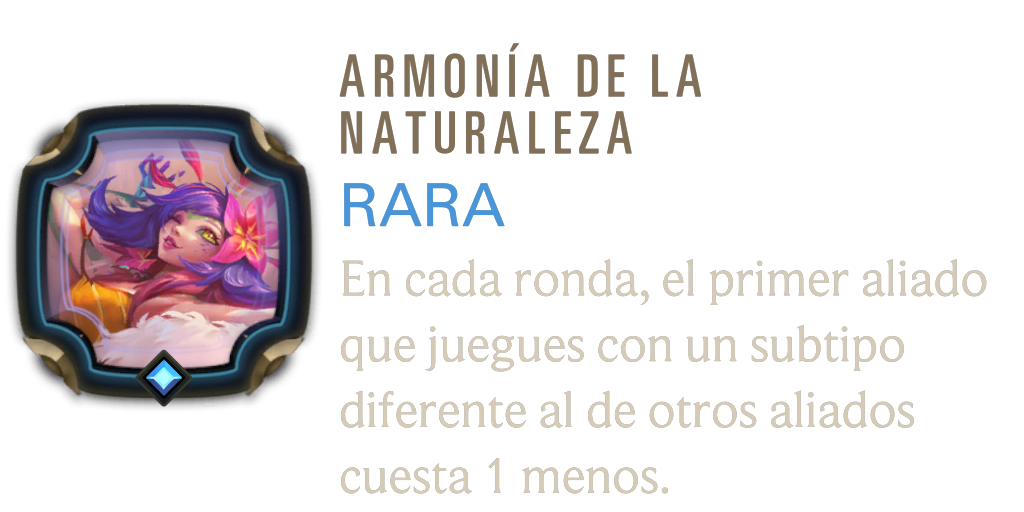 ARMONÍA DE LA
NATURALEZA
RARA
En cada ronda, el primer aliado
que juegues con un subtipo
diferente al de otros aliados
cuesta 1 menos.